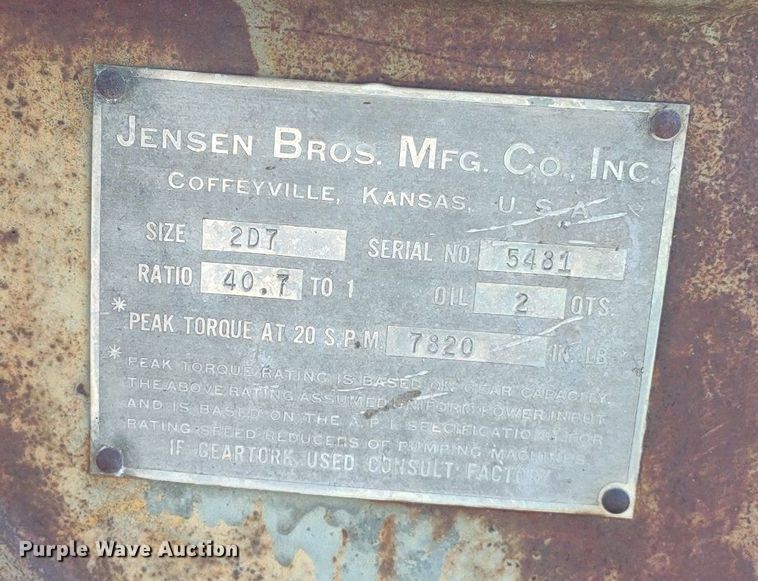 JENSEN BROS. MFG. CO., INC.
COFFEYVILLE, KANSAS, U.S.A.
SIZE 2D7 SERIAL NO. 5481
RATIO 40.7 TO 1 OIL 2 QTS.
*PEAK TORQUE AT 20 S.P.M. 7820 IN. LB.
*PEAK TORQUE RATING IS BASED ON GEAR CAPACITY.
THE ABOVE RATING ASSUMED UNIFORM POWER INPUT
AND IS BASED ON THE A.P.I. SPECIFICATIONS FOR
RATING SPEED REDUCERS OF PUMPING MACHINES
IF GEARTORK USED CONSULT FACTORY
Purple Wave Auction